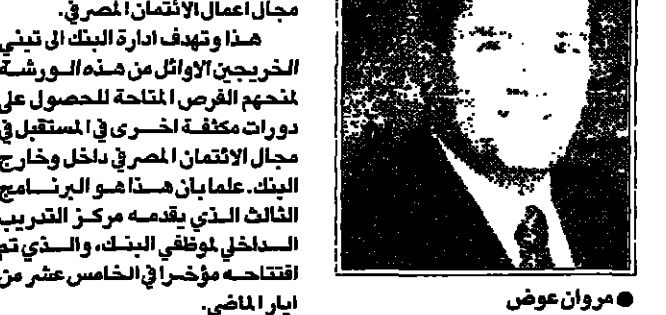 مجال اعمال الائتمان المصرفي.
هذا وتهدف ادارة البنك الى تبني
الخريجين الاوائل من هذه الورشة
لمنحهم الفرص المتاحة للحصول على
دورات مكثفة اخرى في المستقبل في
مجال الائتمان المصرفي داخل وخارج
البنك. علما بان هذا هو البرنامج
الثالث الذي يقدمه مركز التدريب
الداخلي لموظفي البنك، والذي تم
افتتاحه مؤخرا في الخامس عشر من
ايار الماضي.
● مروان عوض